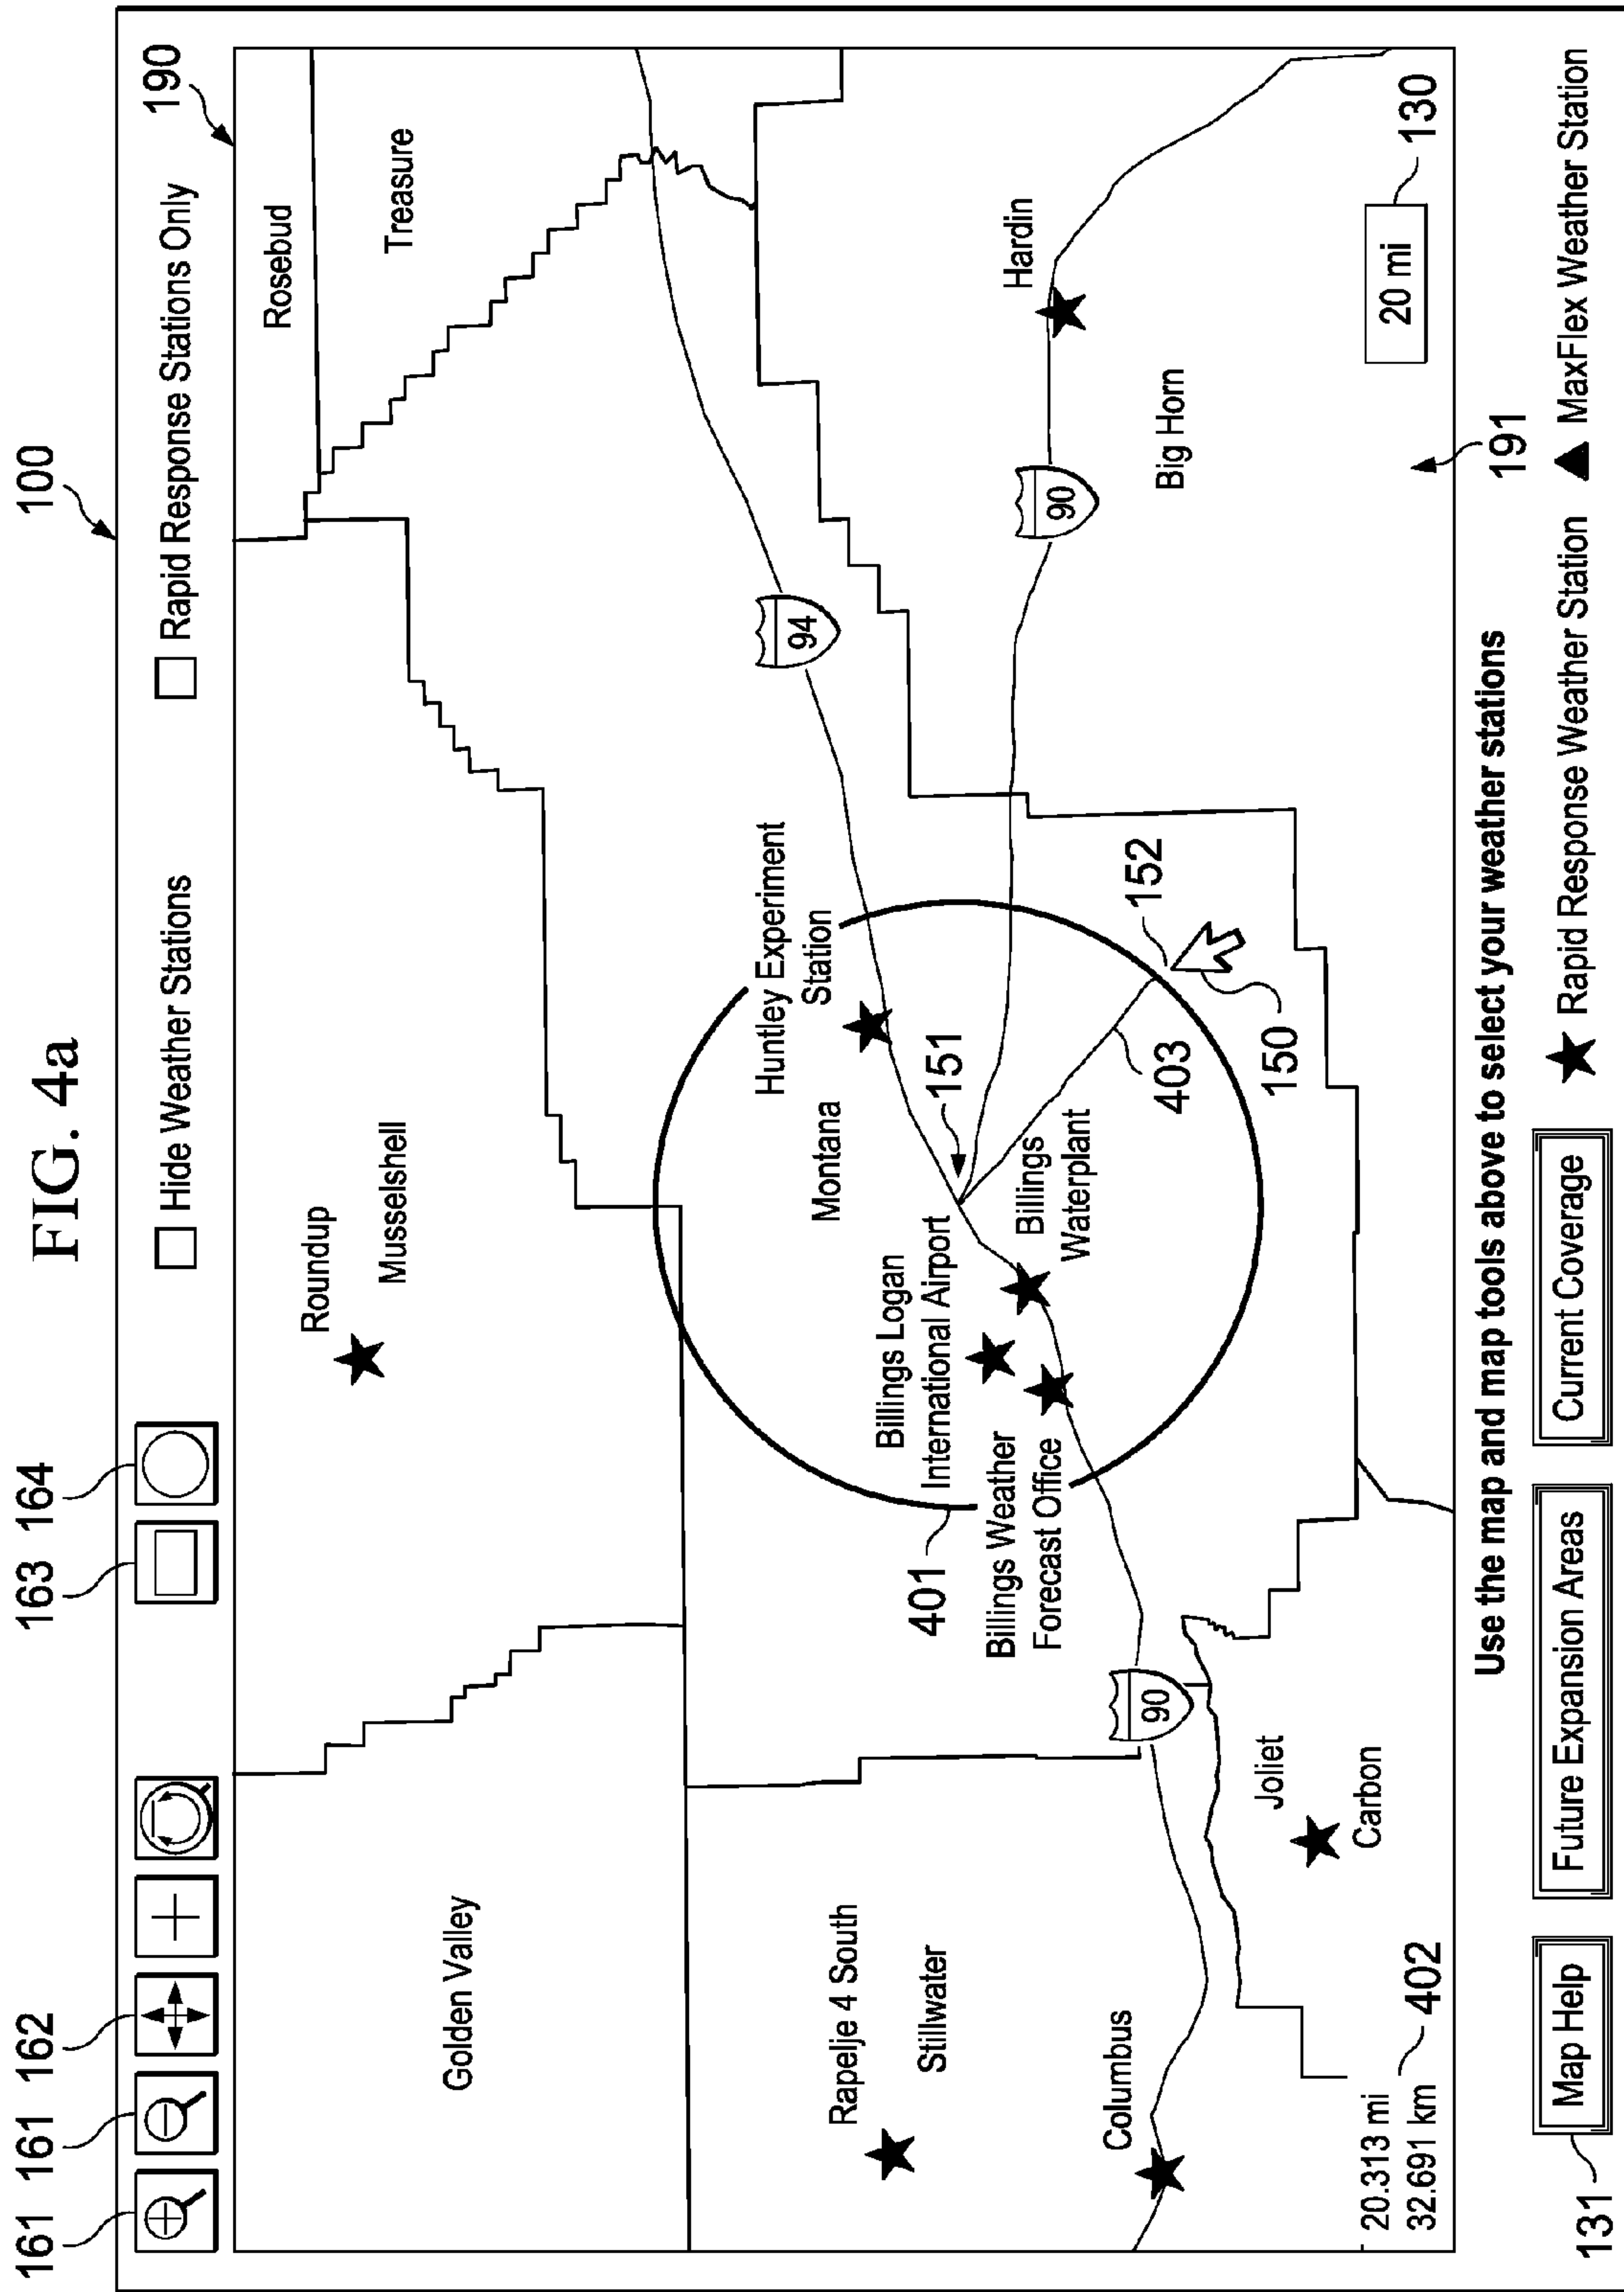 FIG. 4a
100
161
161
162
163
164
190
Hide Weather Stations
Rapid Response Stations Only
Rosebud
Treasure
Roundup
Musselshell
Golden Valley
Huntley Experiment
Station
Montana
94
Rapelje 4 South
Stillwater
Billings Logan
International Airport
151
401
Billings Weather
Forecast Office
Billings
Waterplant
Hardin
90
152
403
150
Columbus
90
Big Horn
Joliet
Carbon
20.313 mi
32.691 km
402
20 mi
130
191
Use the map and map tools above to select your weather stations
131
Map Help
Future Expansion Areas
Current Coverage
Rapid Response Weather Station
MaxFlex Weather Station